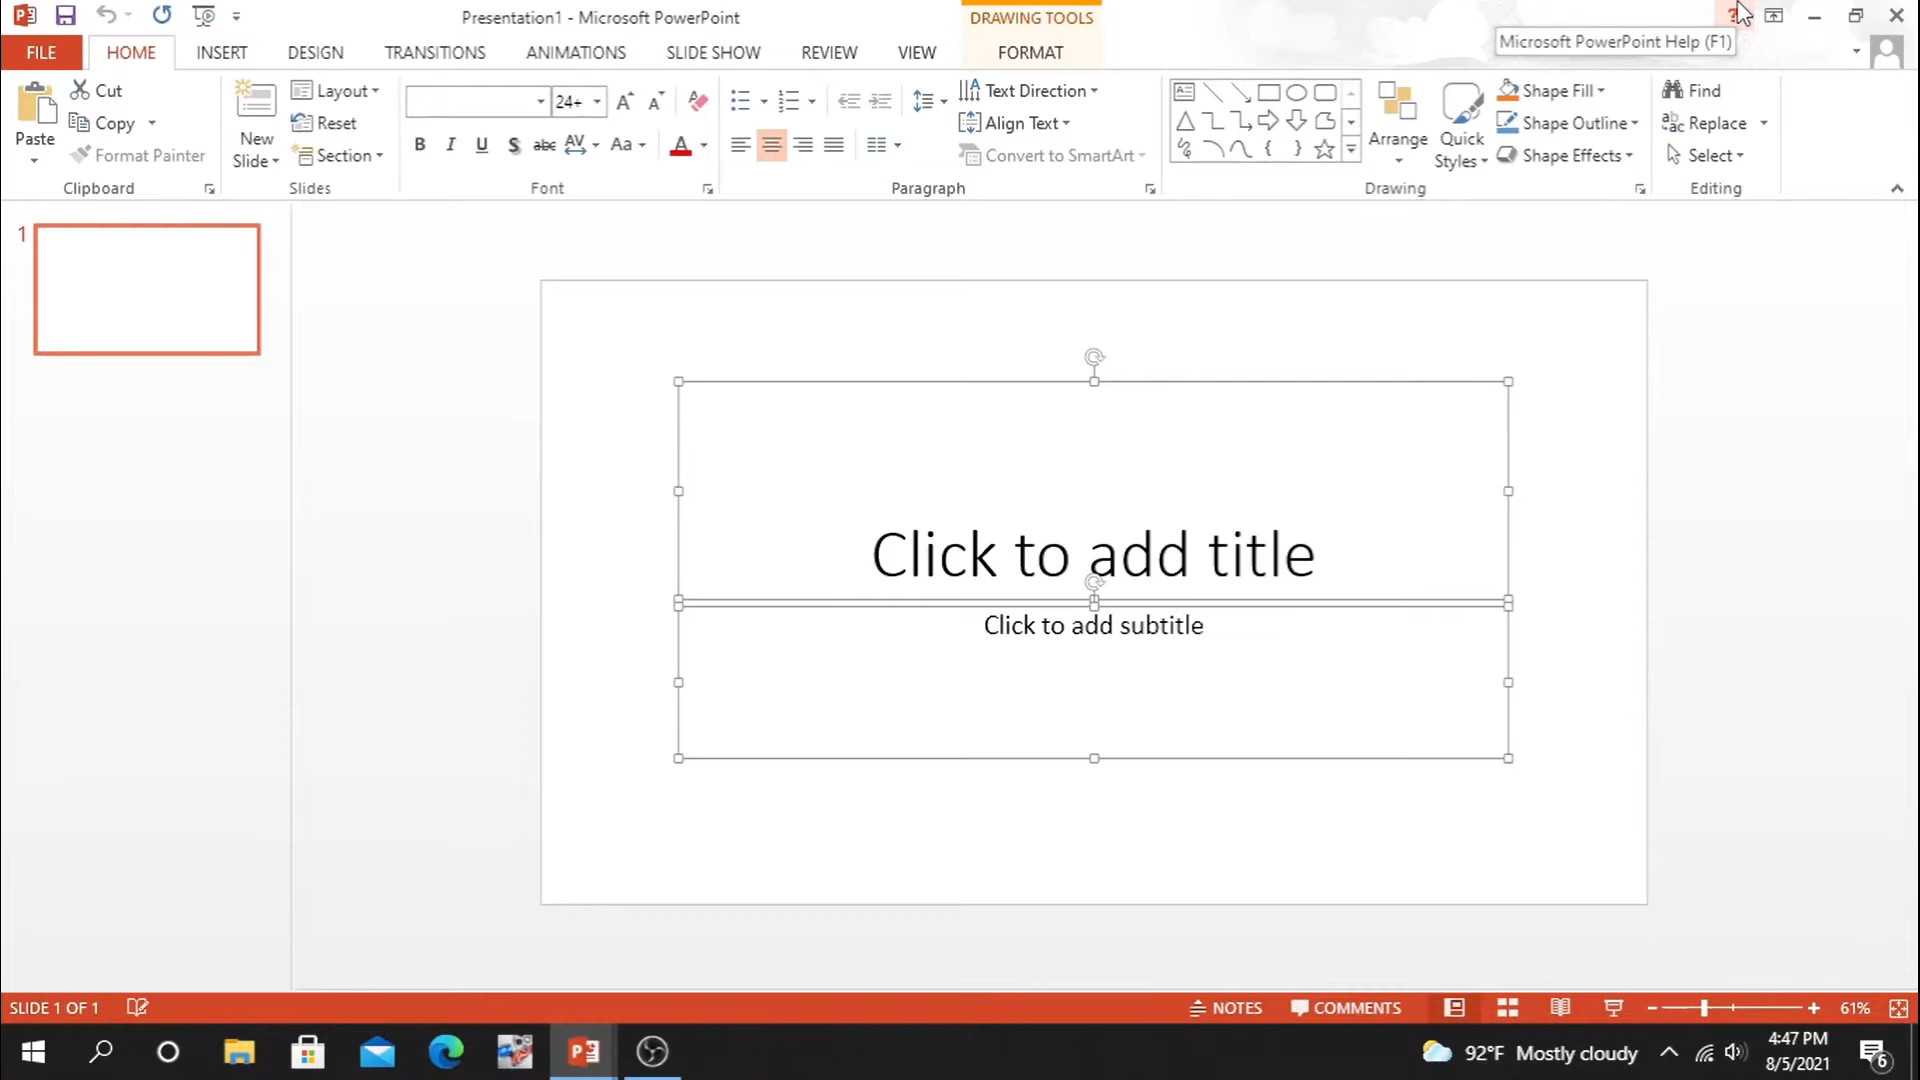 Presentation1 - Microsoft PowerPoint
DRAWING TOOLS
?
FILE
HOME
INSERT
DESIGN
TRANSITIONS
ANIMATIONS
SLIDE SHOW
REVIEW
VIEW
FORMAT
Microsoft PowerPoint Help (F1)
Paste
Cut
Copy
Format Painter
Clipboard
New
Slide
Layout
Reset
Section
Slides
24+
B I U S abc AV Aa A
Font
Text Direction
Align Text
Convert to SmartArt
Paragraph
Arrange
Quick
Styles
Shape Fill
Shape Outline
Shape Effects
Drawing
Find
Replace
Select
Editing
1
Click to add title
Click to add subtitle
SLIDE 1 OF 1
NOTES
COMMENTS
61%
92°F Mostly cloudy
4:47 PM
8/5/2021
6